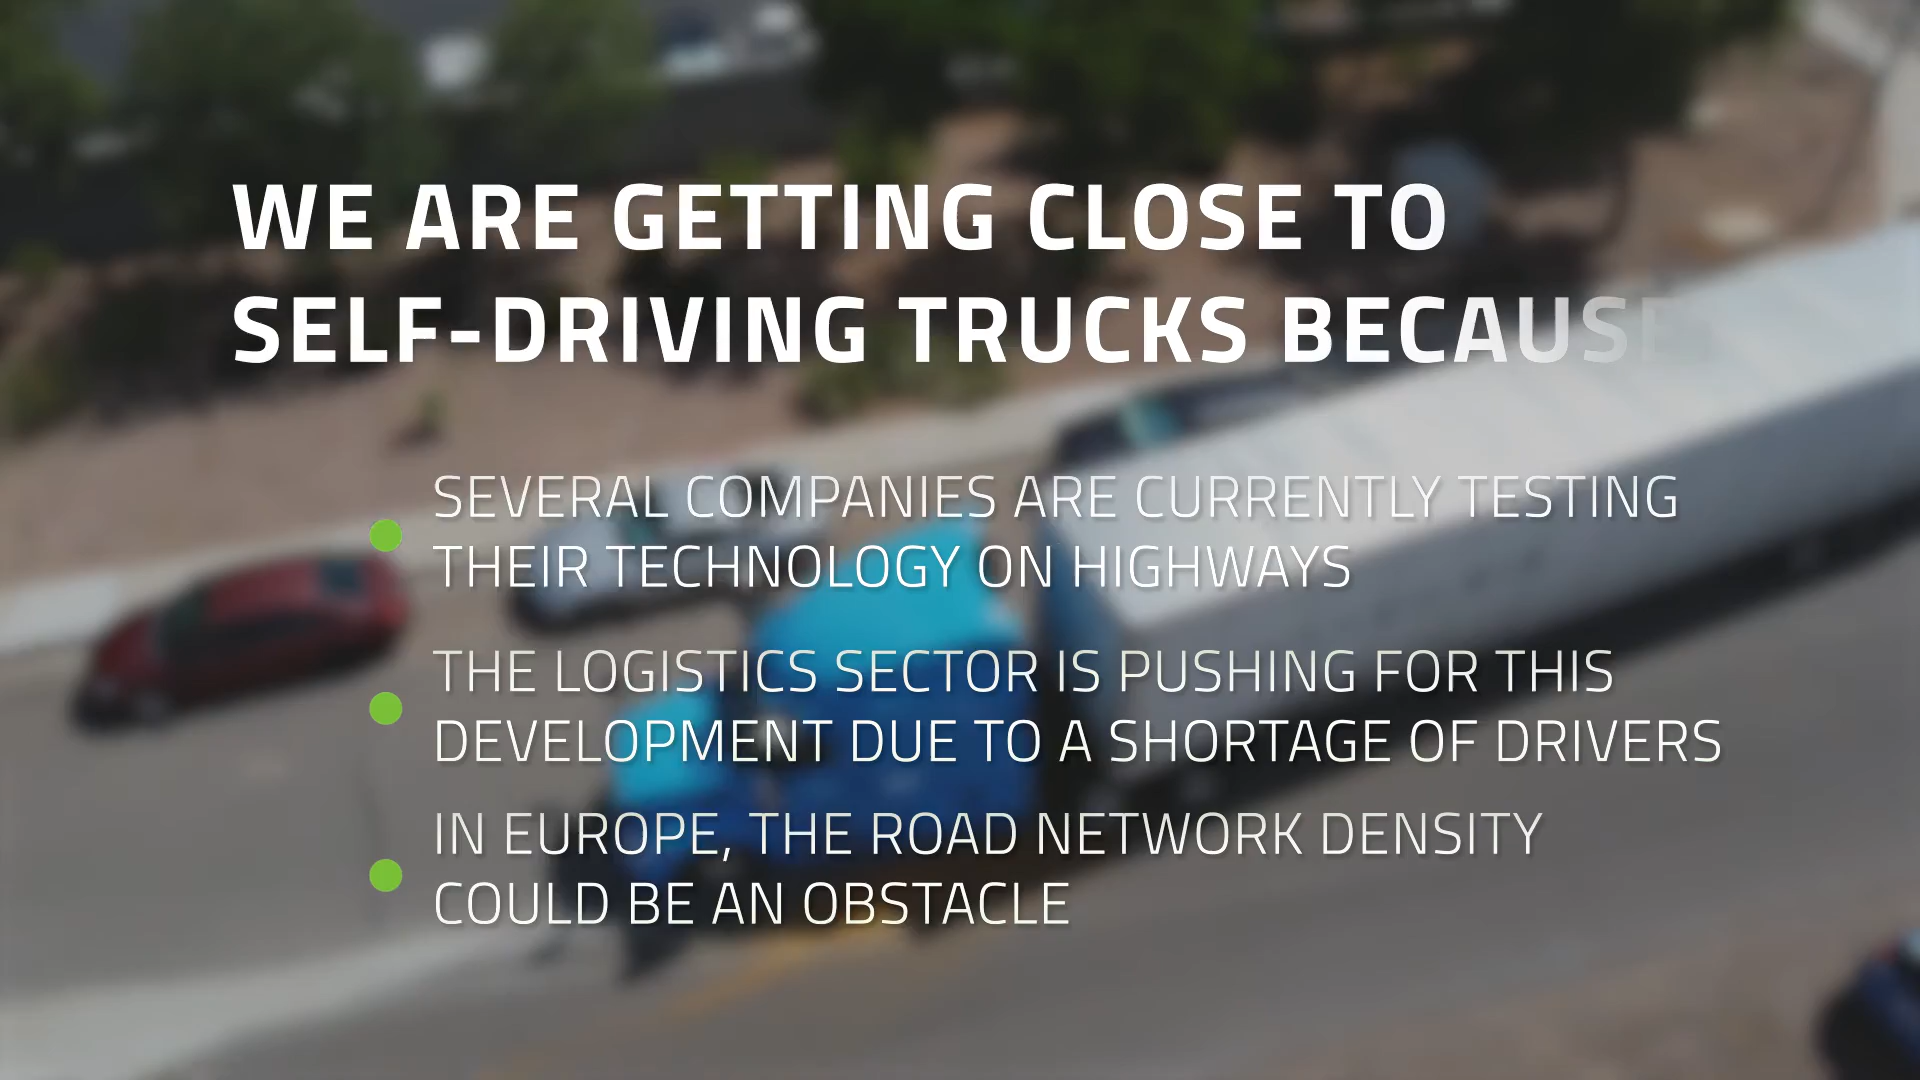 WE ARE GETTING CLOSE TO
SELF-DRIVING TRUCKS BECAUSE
SEVERAL COMPANIES ARE CURRENTLY TESTING
THEIR TECHNOLOGY ON HIGHWAYS
THE LOGISTICS SECTOR IS PUSHING FOR THIS
DEVELOPMENT DUE TO A SHORTAGE OF DRIVERS
IN EUROPE, THE ROAD NETWORK DENSITY
COULD BE AN OBSTACLE